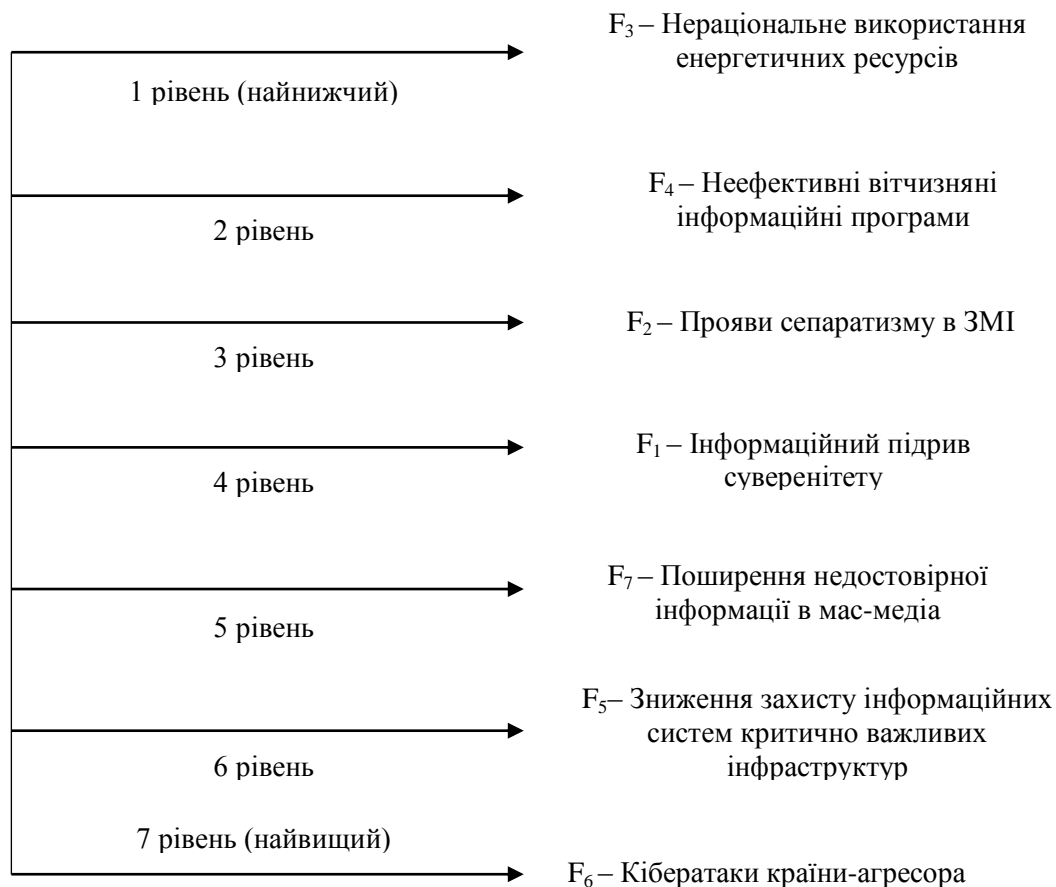 F₃ – Нераціональне використання
енергетичних ресурсів
1 рівень (найнижчий)
F₄ – Неефективні вітчизняні
інформаційні програми
2 рівень
F₂ – Прояви сепаратизму в ЗМІ
3 рівень
F₁ – Інформаційний підрив
суверенітету
4 рівень
F₇ – Поширення недостовірної
інформації в мас-медіа
5 рівень
F₅– Зниження захисту інформаційних
систем критично важливих
інфраструктур
6 рівень
7 рівень (найвищий)
F₆ – Кібератаки країни-агресора